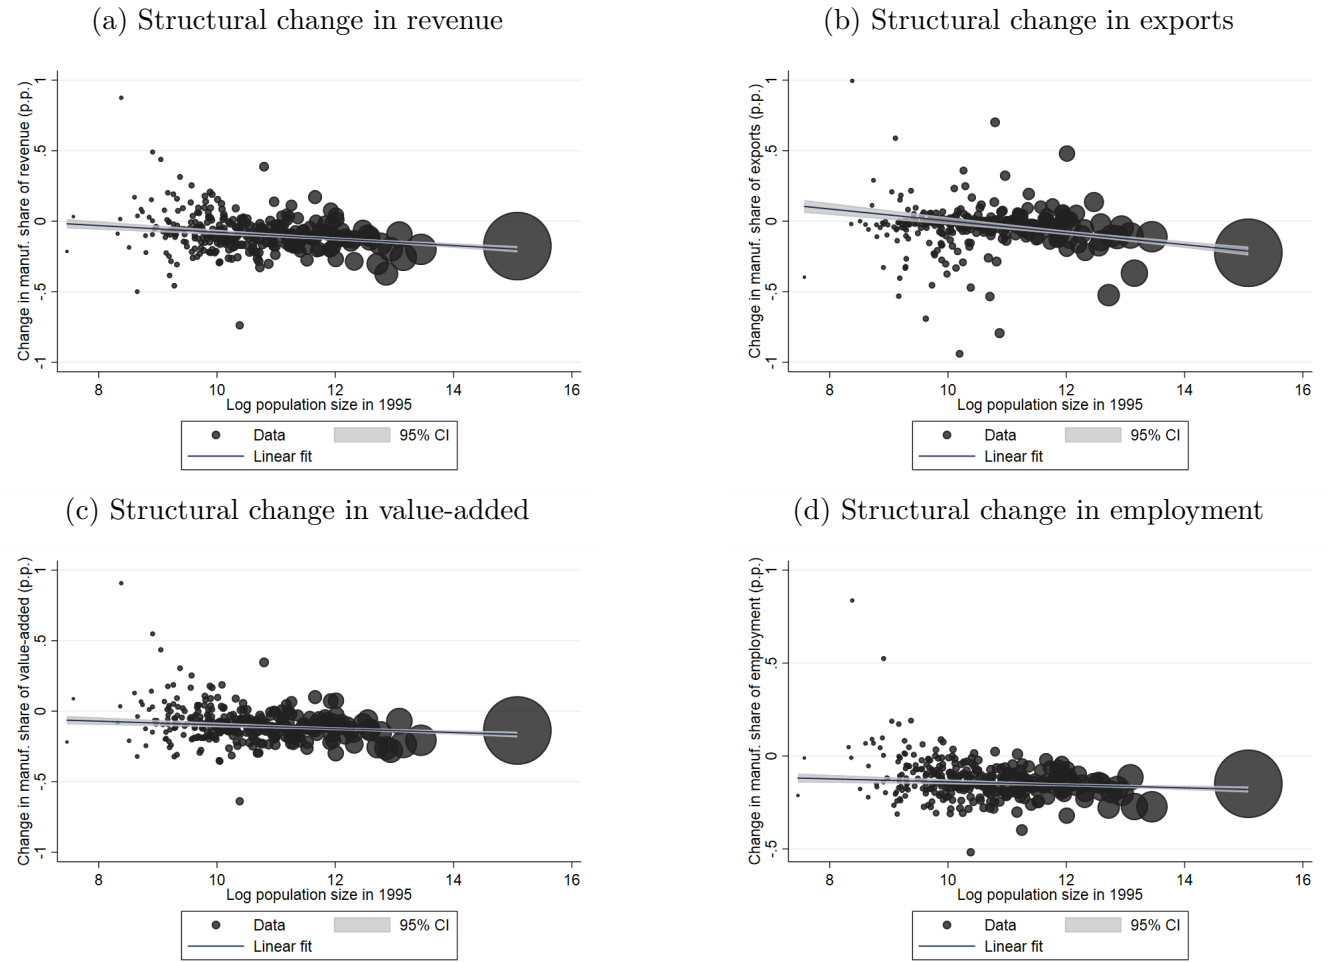 (a) Structural change in revenue
Change in manuf. share of revenue (p.p.)
1
.5
0
-.5
-1
8 10 12 14 16
Log population size in 1995
Data 95% CI
Linear fit
(b) Structural change in exports
Change in manuf. share of exports (p.p.)
1
.5
0
-.5
-1
8 10 12 14 16
Log population size in 1995
Data 95% CI
Linear fit
(c) Structural change in value-added
Change in manuf. share of value-added (p.p.)
1
.5
0
-.5
-1
8 10 12 14 16
Log population size in 1995
Data 95% CI
Linear fit
(d) Structural change in employment
Change in manuf. share of employment (p.p.)
1
.5
0
-.5
8 10 12 14 16
Log population size in 1995
Data 95% CI
Linear fit